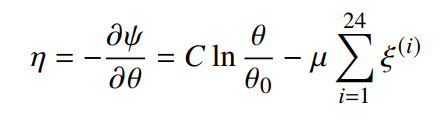 η = −∂ψ/∂θ = C ln θ/θ₀ − μ ∑_{i=1}^{24} ξ^{(i)}